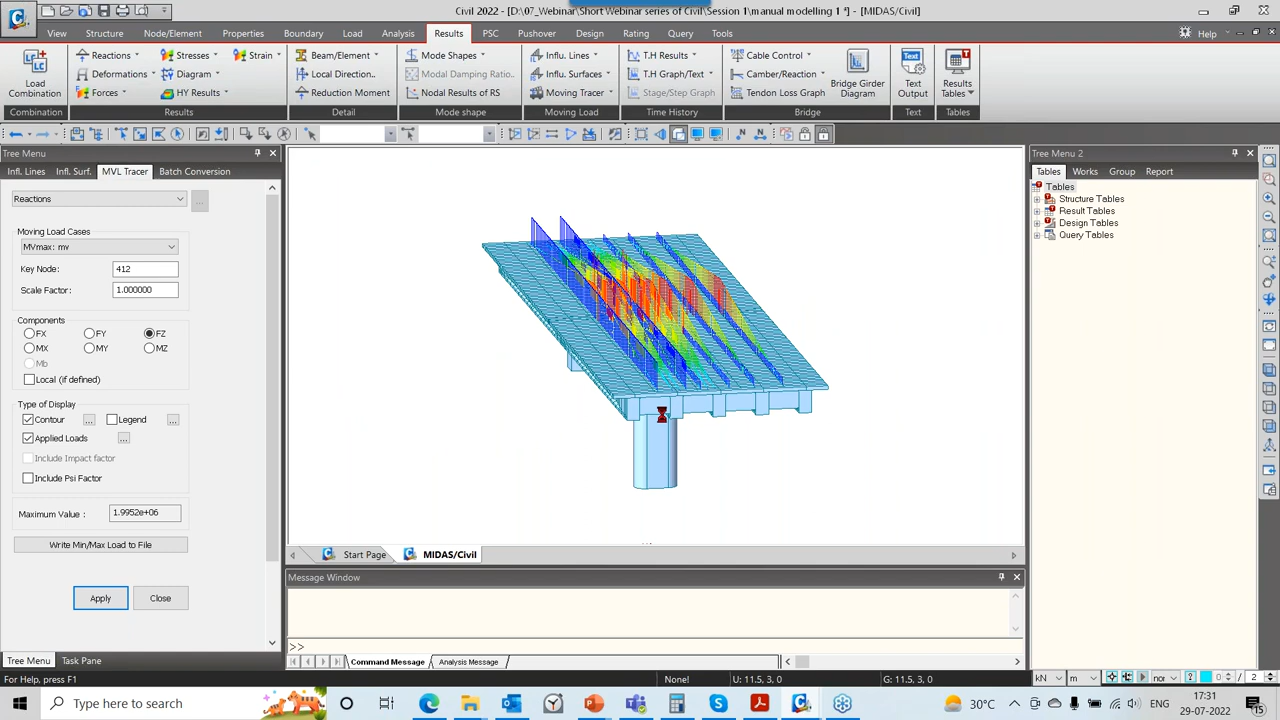 Civil 2022 - [D:\07_Webinar\Short Webinar series of Civil\Session 1\manual modelling 1 *] - [MIDAS/Civil]
View Structure Node/Element Properties Boundary Load Analysis Results PSC Pushover Design Rating Query Tools Help
Reactions Stresses Strain Beam/Element Mode Shapes Influ. Lines T.H Results Cable Control
Load Combination Deformations Diagram Local Direction.. Modal Damping Ratio.. Influ. Surfaces T.H Graph/Text Camber/Reaction Bridge Girder Diagram Text Output Results Tables
Forces HY Results Reduction Moment Nodal Results of RS Moving Tracer Stage/Step Graph Tendon Loss Graph
Combination Results Detail Mode shape Moving Load Time History Bridge Text Tables
Tree Menu
Infl. Lines Infl. Surf. MVL Tracer Batch Conversion
Reactions ...
Moving Load Cases
MVmax: mv
Key Node: 412
Scale Factor: 1.000000
Components
FX FY FZ
MX MY MZ
Mb
Local (if defined)
Type of Display
Contour ... Legend ...
Applied Loads ...
Include Impact factor
Include Psi Factor
Maximum Value : 1.9952e+06
Write Min/Max Load to File
Apply Close
Tree Menu Task Pane
Start Page MIDAS/Civil
Message Window
>>
Command Message Analysis Message
Tree Menu 2
Tables Works Group Report
Tables
Structure Tables
Result Tables
Design Tables
Query Tables
For Help, press F1 None! U: 11.5, 3, 0 G: 11.5, 3, 0 kN m nor 0 / 2
Type here to search 30°C 17:31
29-07-2022 15